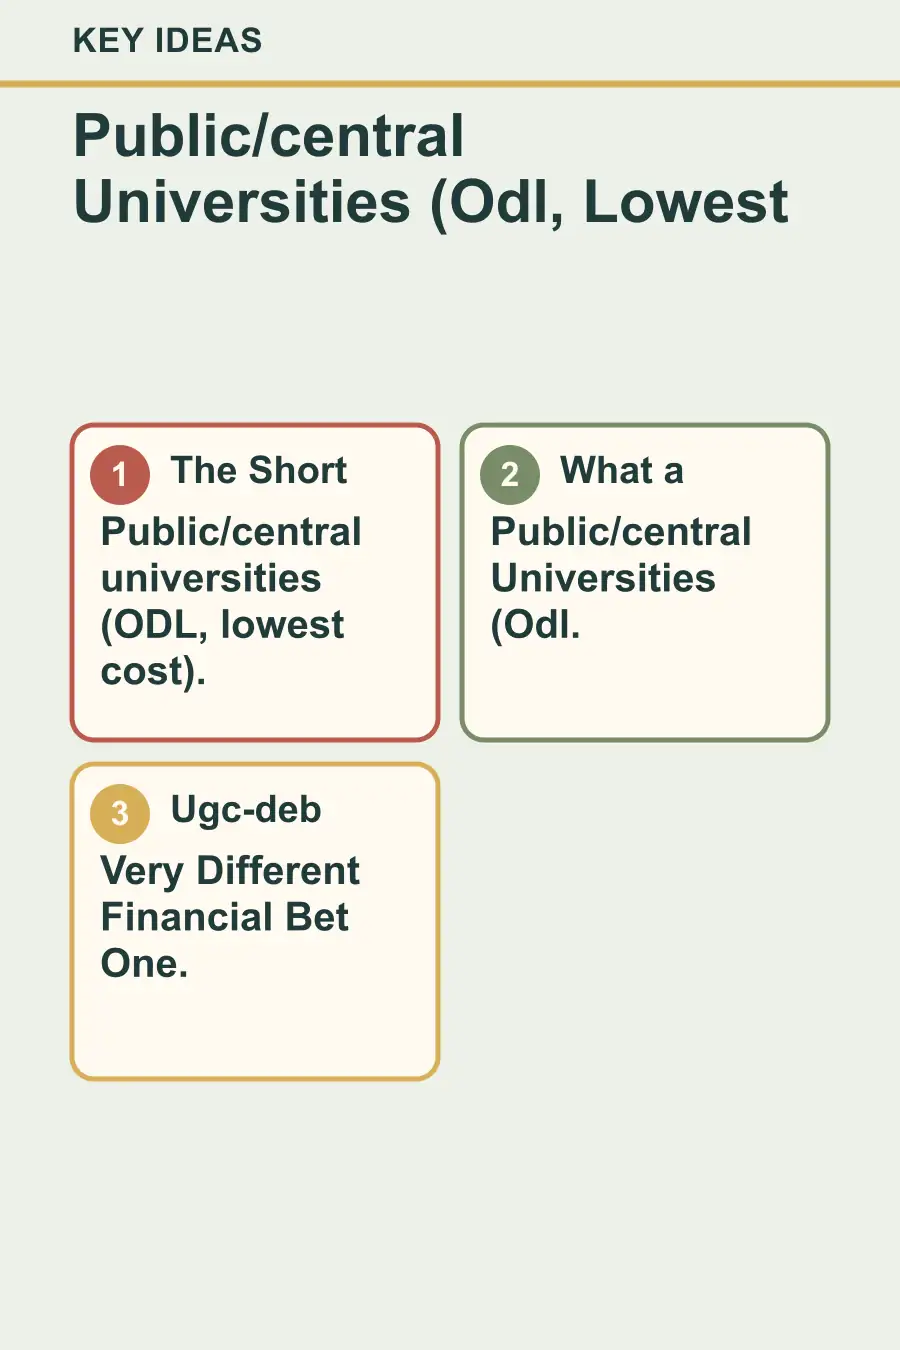 KEY IDEAS
Public/central
Universities (Odl, Lowest
1 The Short
Public/central
universities
(ODL, lowest
cost).
2 What a
Public/central
Universities
(Odl.
3 Ugc-deb
Very Different
Financial Bet
One.